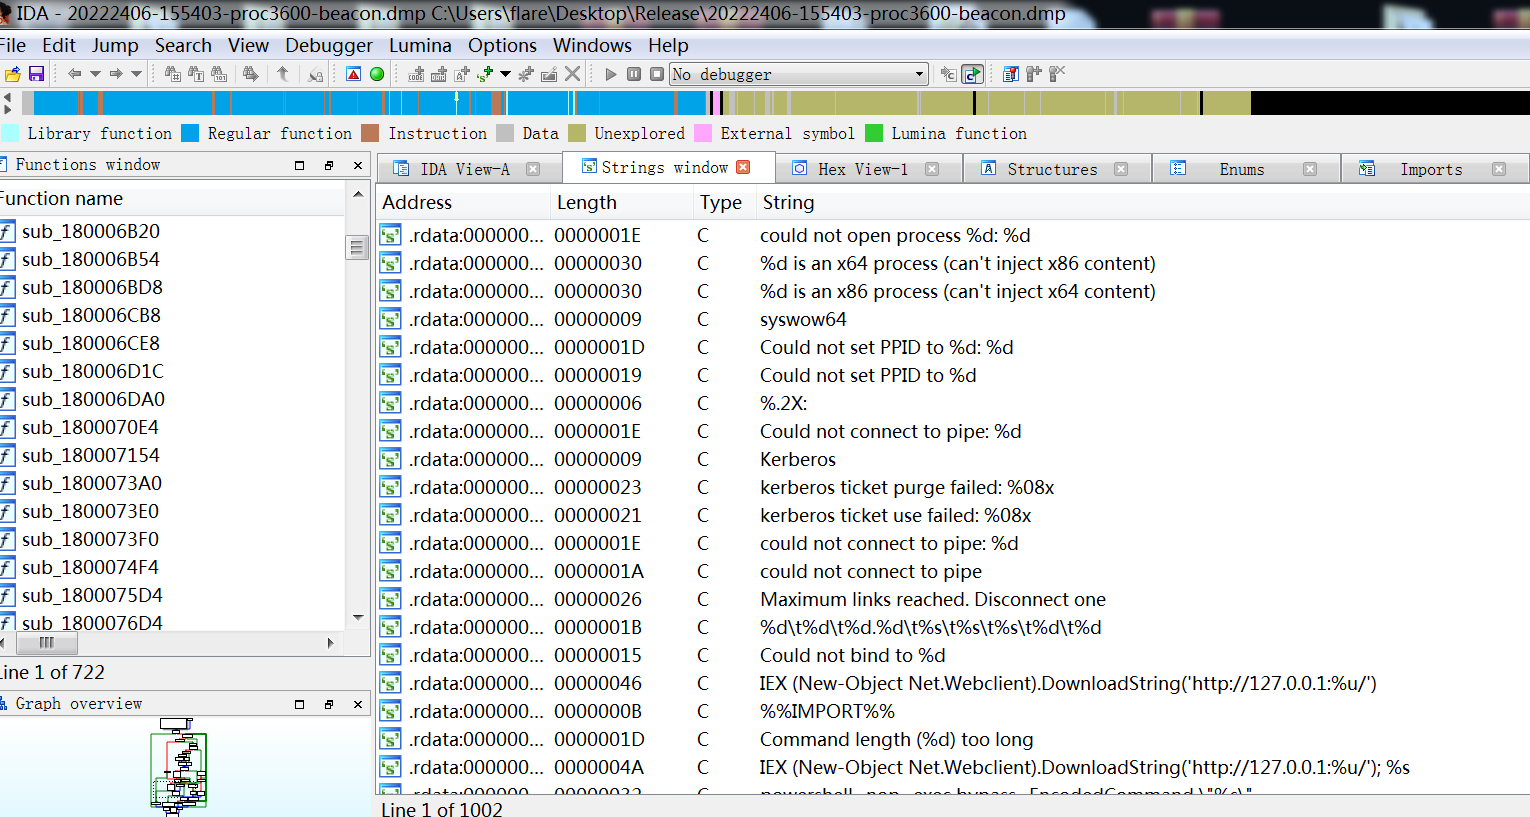 IDA - 20222406-155403-proc3600-beacon.dmp C:\Users\flare\Desktop\Release\20222406-155403-proc3600-beacon.dmp
File Edit Jump Search View Debugger Lumina Options Windows Help
No debugger
Library function Regular function Instruction Data Unexplored External symbol Lumina function
Functions window
IDA View-A Strings window Hex View-1 Structures Enums Imports
Function name
sub_180006B20
sub_180006B54
sub_180006BD8
sub_180006CB8
sub_180006CE8
sub_180006D1C
sub_180006DA0
sub_1800070E4
sub_180007154
sub_1800073A0
sub_1800073E0
sub_1800073F0
sub_1800074F4
sub_1800075D4
sub_1800076D4
Line 1 of 722
Graph overview
Address Length Type String
.rdata:000000... 0000001E C could not open process %d: %d
.rdata:000000... 00000030 C %d is an x64 process (can't inject x86 content)
.rdata:000000... 00000030 C %d is an x86 process (can't inject x64 content)
.rdata:000000... 00000009 C syswow64
.rdata:000000... 0000001D C Could not set PPID to %d: %d
.rdata:000000... 00000019 C Could not set PPID to %d
.rdata:000000... 00000006 C %.2X:
.rdata:000000... 0000001E C Could not connect to pipe: %d
.rdata:000000... 00000009 C Kerberos
.rdata:000000... 00000023 C kerberos ticket purge failed: %08x
.rdata:000000... 00000021 C kerberos ticket use failed: %08x
.rdata:000000... 0000001E C could not connect to pipe: %d
.rdata:000000... 0000001A C could not connect to pipe
.rdata:000000... 00000026 C Maximum links reached. Disconnect one
.rdata:000000... 0000001B C %d\t%d\t%d.%d\t%s\t%s\t%s\t%d\t%d
.rdata:000000... 00000015 C Could not bind to %d
.rdata:000000... 00000046 C IEX (New-Object Net.Webclient).DownloadString('http://127.0.0.1:%u/')
.rdata:000000... 0000000B C %%IMPORT%%
.rdata:000000... 0000001D C Command length (%d) too long
.rdata:000000... 0000004A C IEX (New-Object Net.Webclient).DownloadString('http://127.0.0.1:%u/'); %s
.rdata:000000... 00000032 C powershell -nop -exec bypass -EncodedCommand \"%s\"
Line 1 of 1002